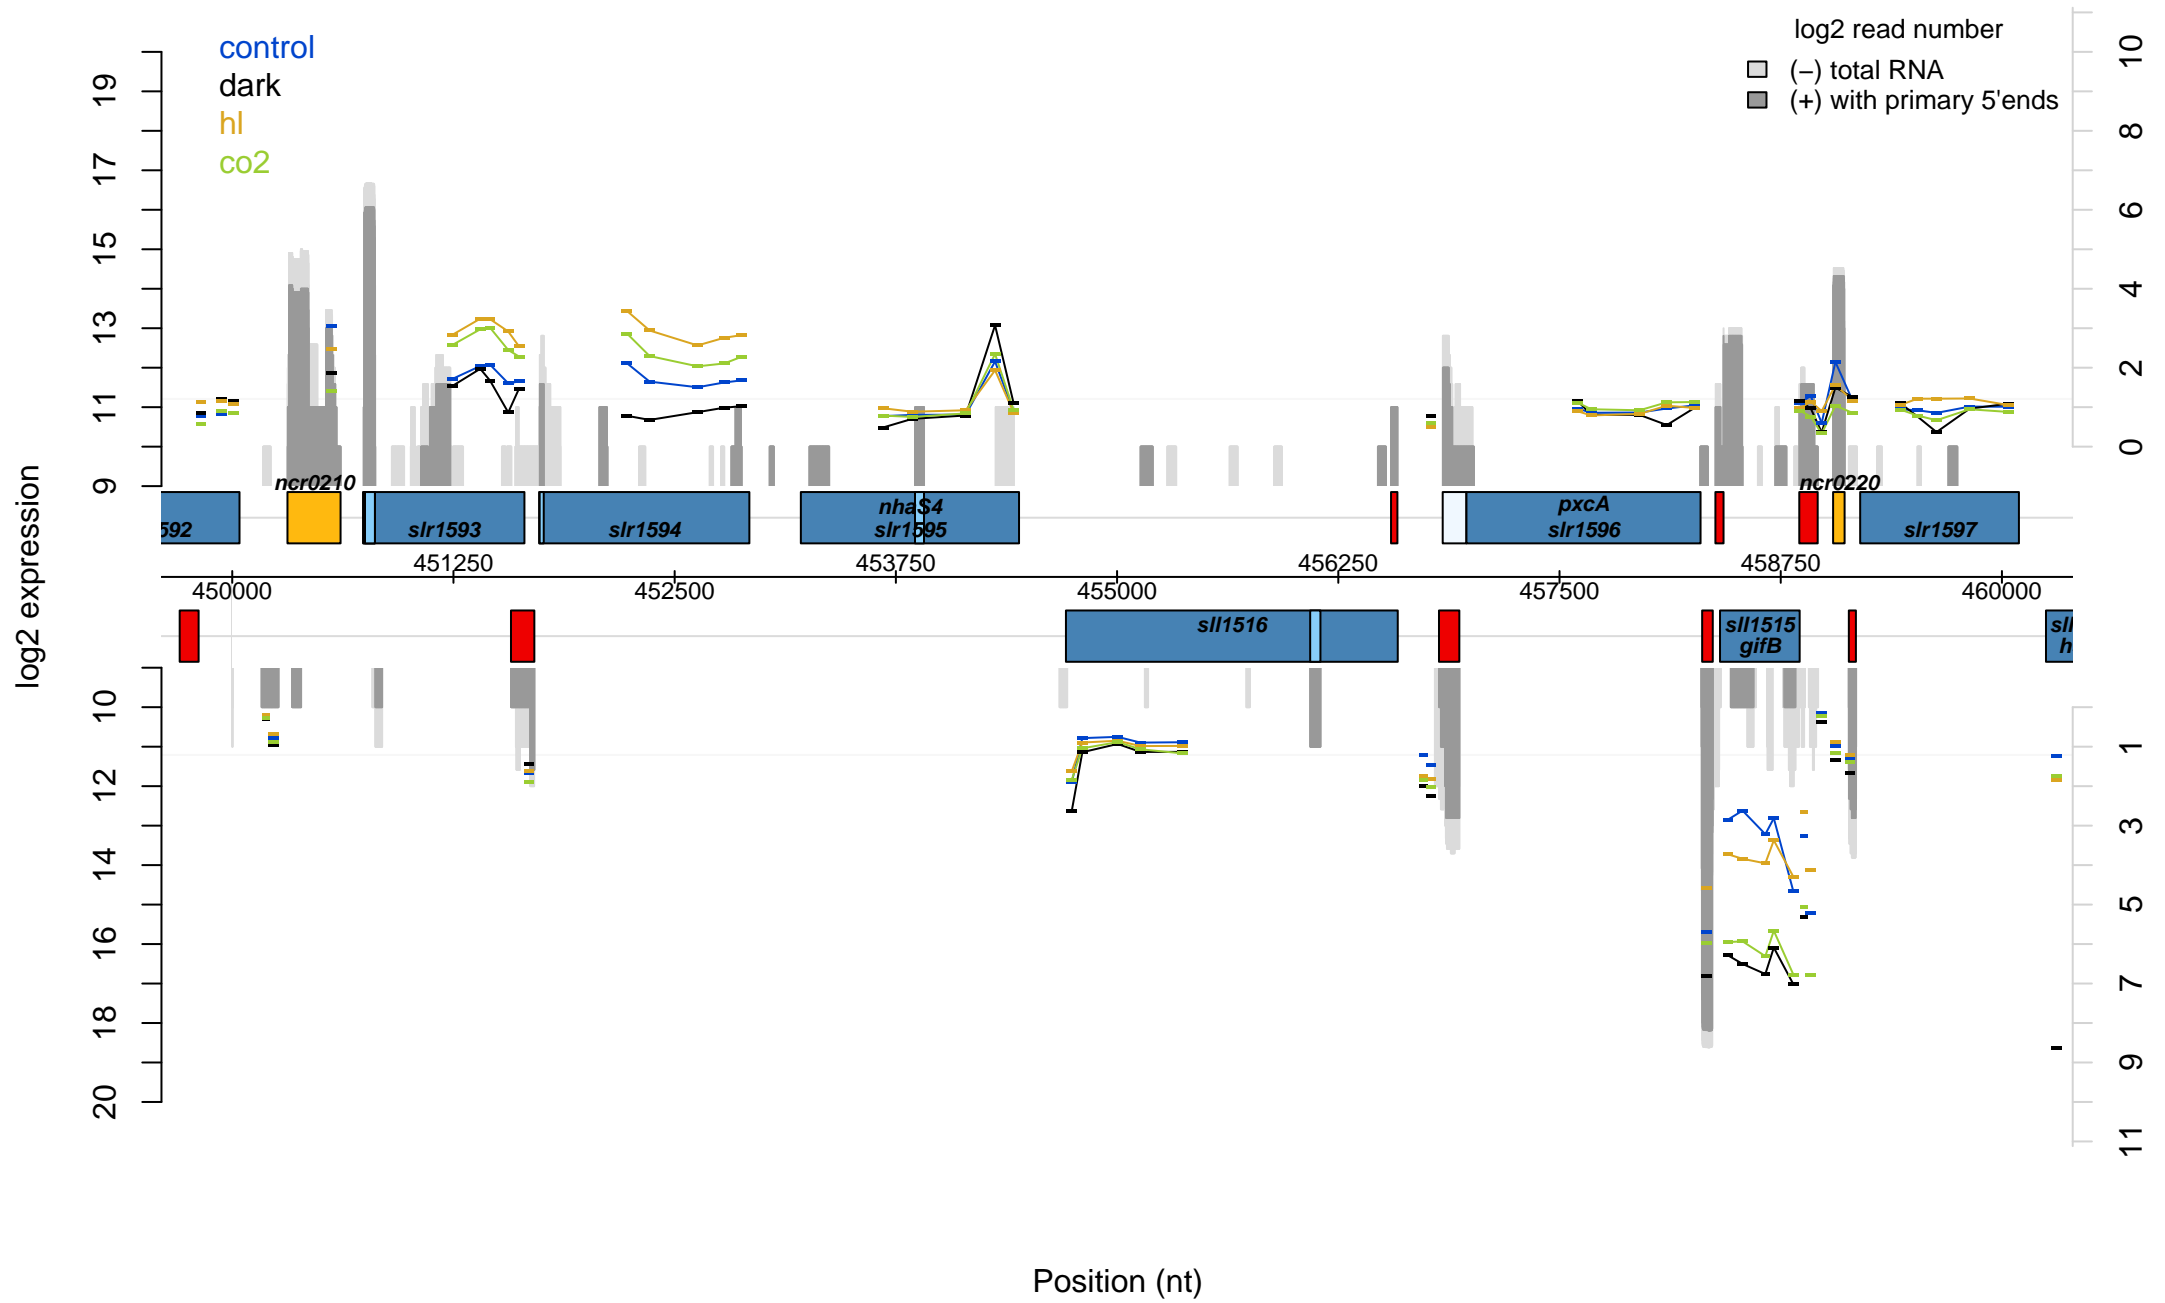 control
dark
hl
co2
log2 read number
(−) total RNA
(+) with primary 5'ends
19
17
15
13
11
9
10
8
6
4
2
0
log2 expression
ncr0210
ncr0220
592
slr1593
slr1594
nhaS4
slr1595
pxcA
slr1596
slr1597
451250
453750
456250
458750
450000
452500
455000
457500
460000
sll1516
sll1515
gifB
sll
h
10
12
14
16
18
20
1
3
5
7
9
11
Position (nt)